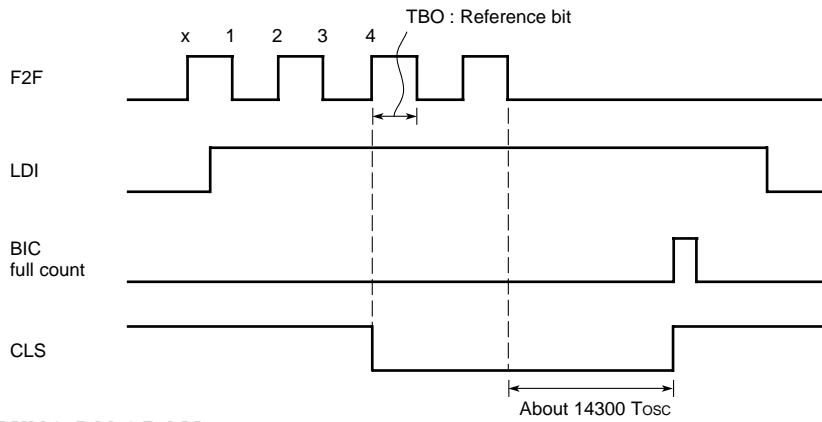 TBO : Reference bit
x 1 2 3 4
F2F
LDI
BIC
full count
CLS
About 14300 Tosc